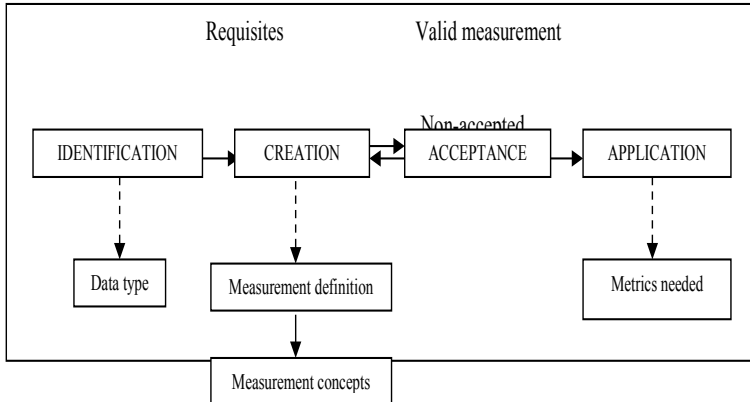 Requisites Valid measurement
Non-accepted
IDENTIFICATION CREATION ACCEPTANCE APPLICATION
Data type Measurement definition Metrics needed
Measurement concepts